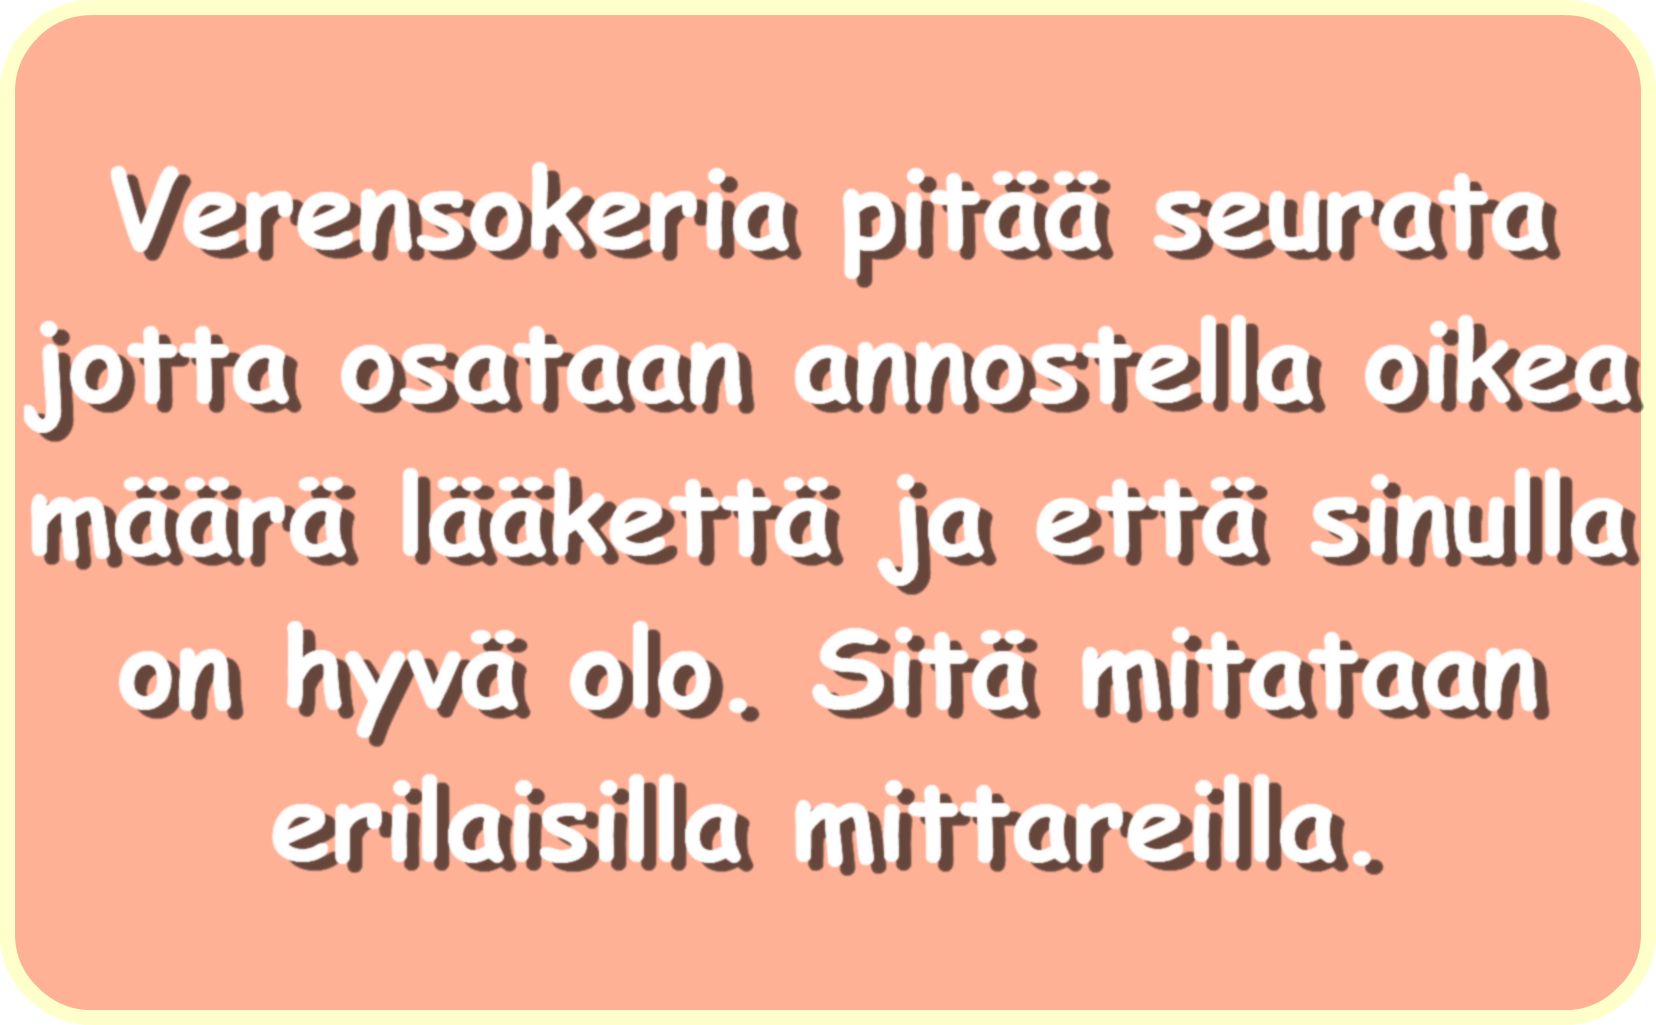 Verensokeria pitää seurata
jotta osataan annostella oikea
määrä lääkettä ja että sinulla
on hyvä olo. Sitä mitataan
erilaisilla mittareilla.